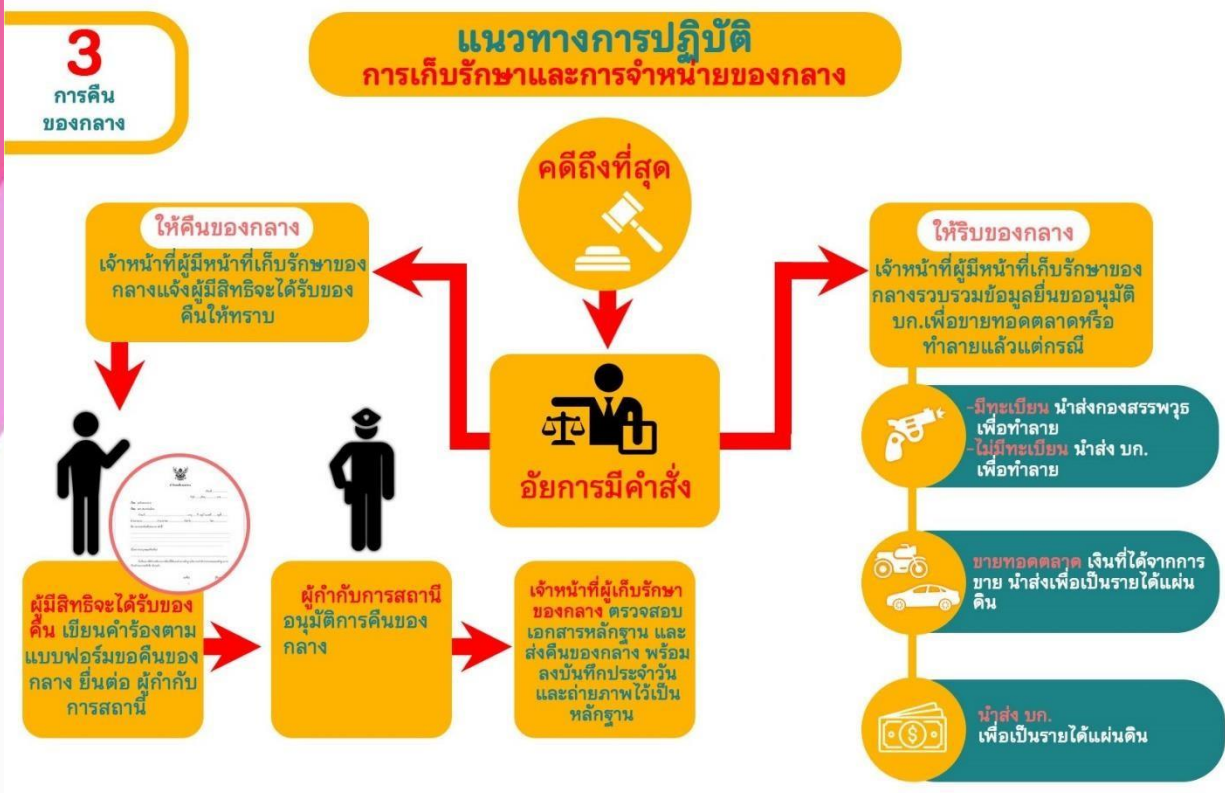 3
การคืน
ของกลาง
แนวทางการปฏิบัติ
การเก็บรักษาและการจำหน่ายของกลาง
คดีถึงที่สุด
อัยการมีคำสั่ง
ให้คืนของกลาง
เจ้าหน้าที่ผู้มีหน้าที่เก็บรักษาของ
กลางแจ้งผู้มีสิทธิจะได้รับของ
คืนให้ทราบ
ผู้มีสิทธิจะได้รับของ
คืน เขียนคำร้องตาม
แบบฟอร์มขอคืนของ
กลาง ยื่นต่อ ผู้กำกับ
การสถานี
ผู้กำกับการสถานี
อนุมัติการคืนของ
กลาง
เจ้าหน้าที่ผู้เก็บรักษา
ของกลาง ตรวจสอบ
เอกสารหลักฐาน และ
ส่งคืนของกลาง พร้อม
ลงบันทึกประจำวัน
และถ่ายภาพไว้เป็น
หลักฐาน
ให้ริบของกลาง
เจ้าหน้าที่ผู้มีหน้าที่เก็บรักษาของ
กลางรวบรวมข้อมูลยื่นขออนุมัติ
บก.เพื่อขายทอดตลาดหรือ
ทำลายแล้วแต่กรณี
-มีทะเบียน นำส่งกองสรรพวุธ
เพื่อทำลาย
-ไม่มีทะเบียน นำส่ง บก.
เพื่อทำลาย
ขายทอดตลาด เงินที่ได้จากการ
ขาย นำส่งเพื่อเป็นรายได้แผ่น
ดิน
นำส่ง บก.
เพื่อเป็นรายได้แผ่นดิน